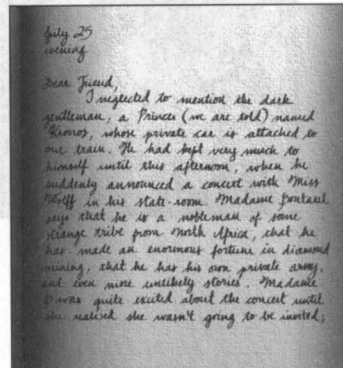 July 25
evening
Dear Friend,
I neglected to mention the dark
gentleman, a Prince (we are told) named
Kronos, whose private car is attached to
our train. He had kept very much to
himself until this afternoon, when he
suddenly announced a concert with Miss
Wolff in his state-room. Madame
says that he is a nobleman of some
strange tribe from North Africa, that he
has made an enormous fortune in diamond
mining, that he has his own private army,
and even more unlikely stories. Madame
B was quite excited about the concert until
she realised she wasn't going to be invited;